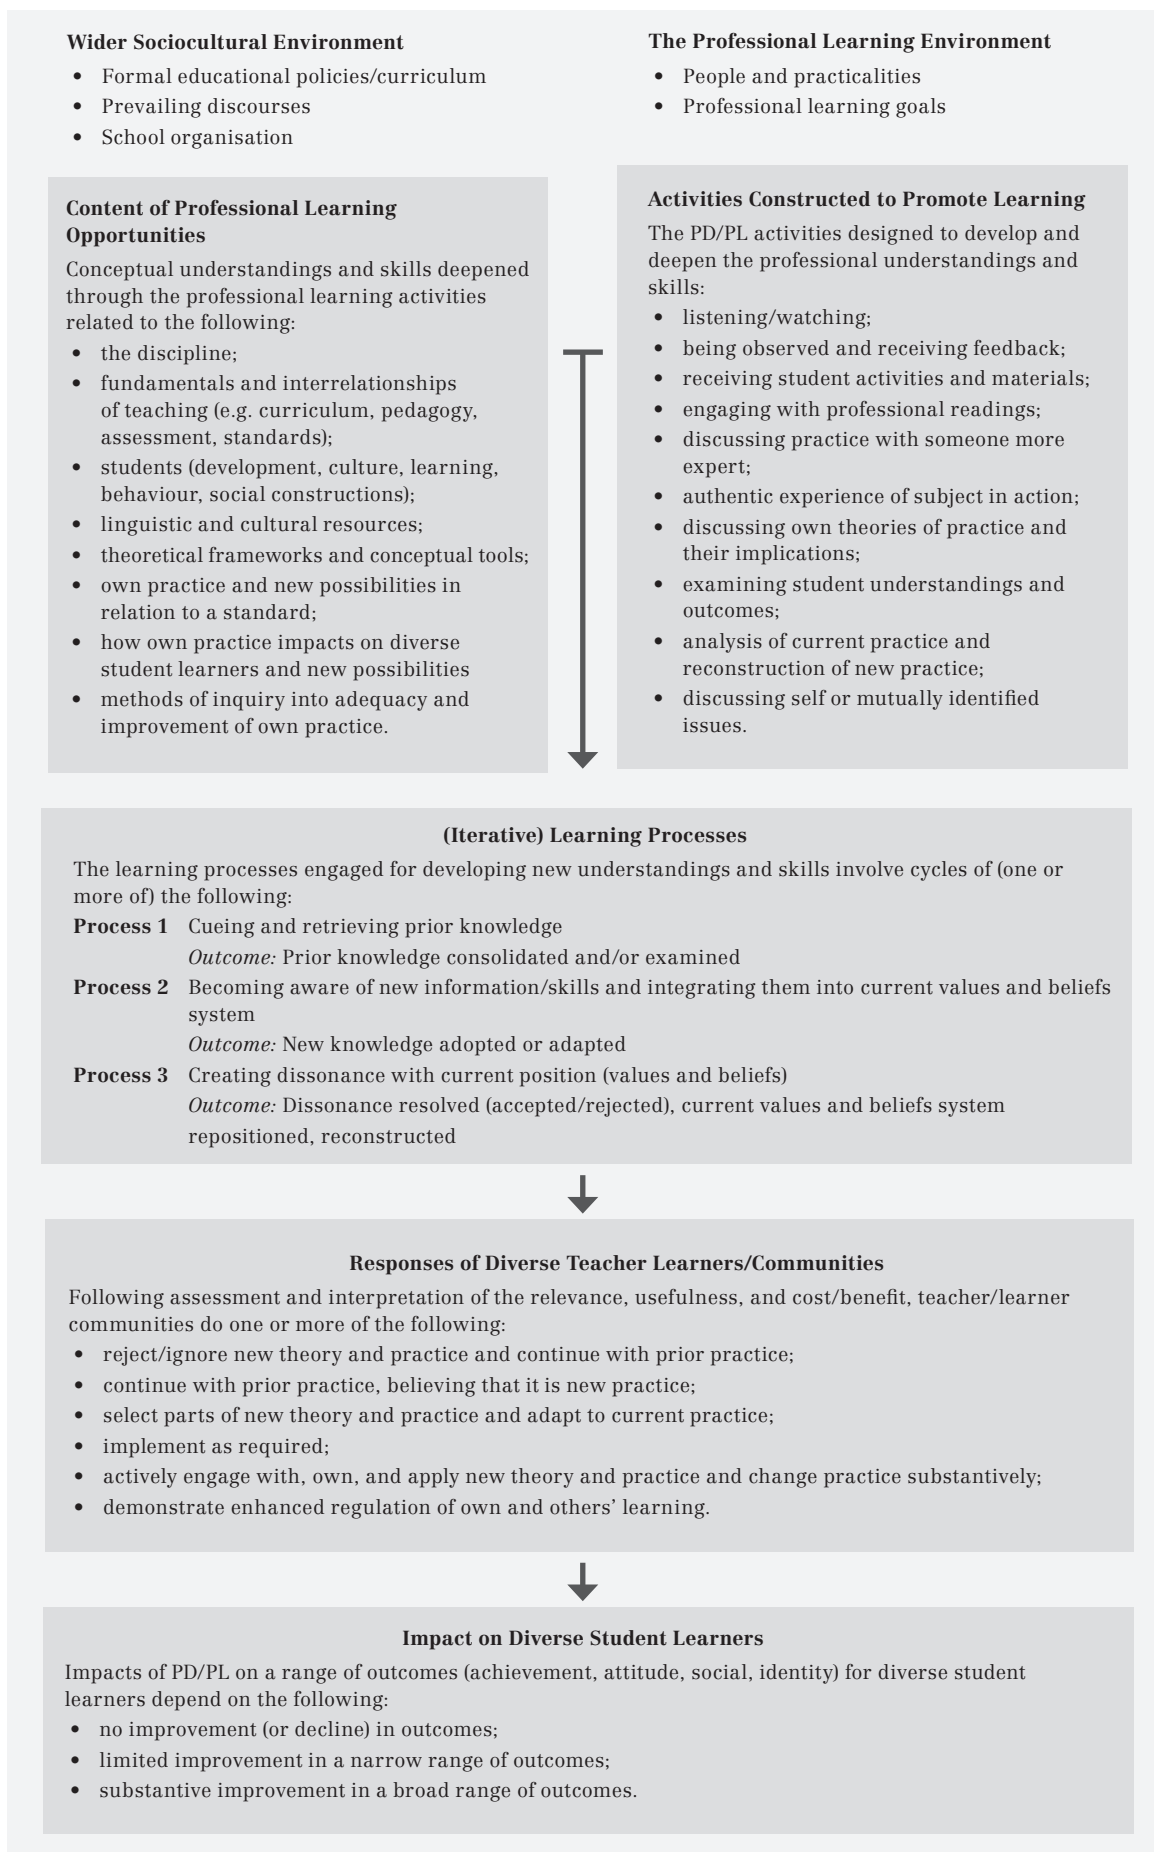 Wider Sociocultural Environment
• Formal educational policies/curriculum
• Prevailing discourses
• School organisation
The Professional Learning Environment
• People and practicalities
• Professional learning goals
Content of Professional Learning
Opportunities
Conceptual understandings and skills deepened
through the professional learning activities
related to the following:
• the discipline;
• fundamentals and interrelationships
of teaching (e.g. curriculum, pedagogy,
assessment, standards);
• students (development, culture, learning,
behaviour, social constructions);
• linguistic and cultural resources;
• theoretical frameworks and conceptual tools;
• own practice and new possibilities in
relation to a standard;
• how own practice impacts on diverse
student learners and new possibilities
• methods of inquiry into adequacy and
improvement of own practice.
Activities Constructed to Promote Learning
The PD/PL activities designed to develop and
deepen the professional understandings and
skills:
• listening/watching;
• being observed and receiving feedback;
• receiving student activities and materials;
• engaging with professional readings;
• discussing practice with someone more
expert;
• authentic experience of subject in action;
• discussing own theories of practice and
their implications;
• examining student understandings and
outcomes;
• analysis of current practice and
reconstruction of new practice;
• discussing self or mutually identified
issues.
(Iterative) Learning Processes
The learning processes engaged for developing new understandings and skills involve cycles of (one or
more of) the following:
Process 1 Cueing and retrieving prior knowledge
Outcome: Prior knowledge consolidated and/or examined
Process 2 Becoming aware of new information/skills and integrating them into current values and beliefs
system
Outcome: New knowledge adopted or adapted
Process 3 Creating dissonance with current position (values and beliefs)
Outcome: Dissonance resolved (accepted/rejected), current values and beliefs system
repositioned, reconstructed
Responses of Diverse Teacher Learners/Communities
Following assessment and interpretation of the relevance, usefulness, and cost/benefit, teacher/learner
communities do one or more of the following:
• reject/ignore new theory and practice and continue with prior practice;
• continue with prior practice, believing that it is new practice;
• select parts of new theory and practice and adapt to current practice;
• implement as required;
• actively engage with, own, and apply new theory and practice and change practice substantively;
• demonstrate enhanced regulation of own and others’ learning.
Impact on Diverse Student Learners
Impacts of PD/PL on a range of outcomes (achievement, attitude, social, identity) for diverse student
learners depend on the following:
• no improvement (or decline) in outcomes;
• limited improvement in a narrow range of outcomes;
• substantive improvement in a broad range of outcomes.